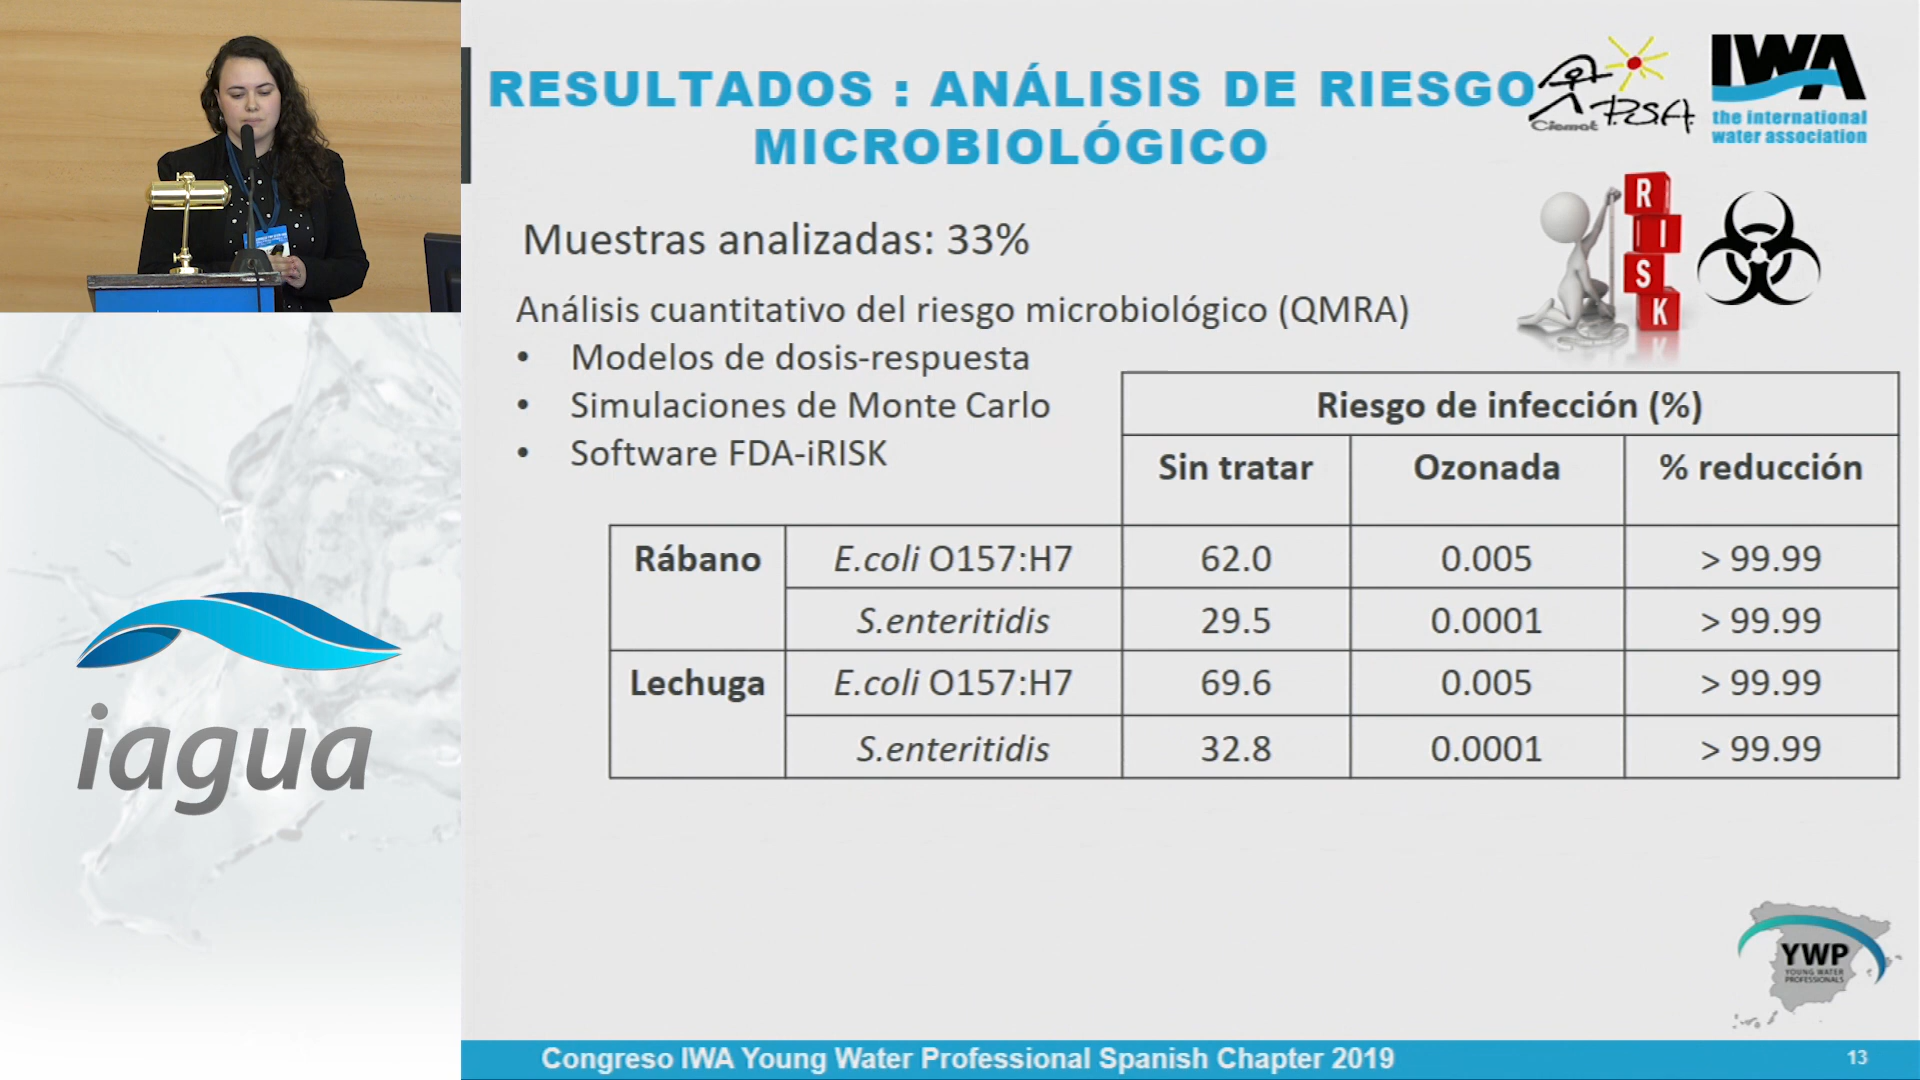 RESULTADOS : ANÁLISIS DE RIESGO
MICROBIOLÓGICO
Ciemat PSA
IWA
the international
water association
RISK
Muestras analizadas: 33%
Análisis cuantitativo del riesgo microbiológico (QMRA)
• Modelos de dosis-respuesta
• Simulaciones de Monte Carlo
• Software FDA-iRISK
Riesgo de infección (%)
Sin tratar Ozonada % reducción
Rábano E.coli O157:H7 62.0 0.005 > 99.99
S.enteritidis 29.5 0.0001 > 99.99
Lechuga E.coli O157:H7 69.6 0.005 > 99.99
S.enteritidis 32.8 0.0001 > 99.99
iagua
YWP
YOUNG WATER
PROFESSIONALS
Congreso IWA Young Water Professional Spanish Chapter 2019
13